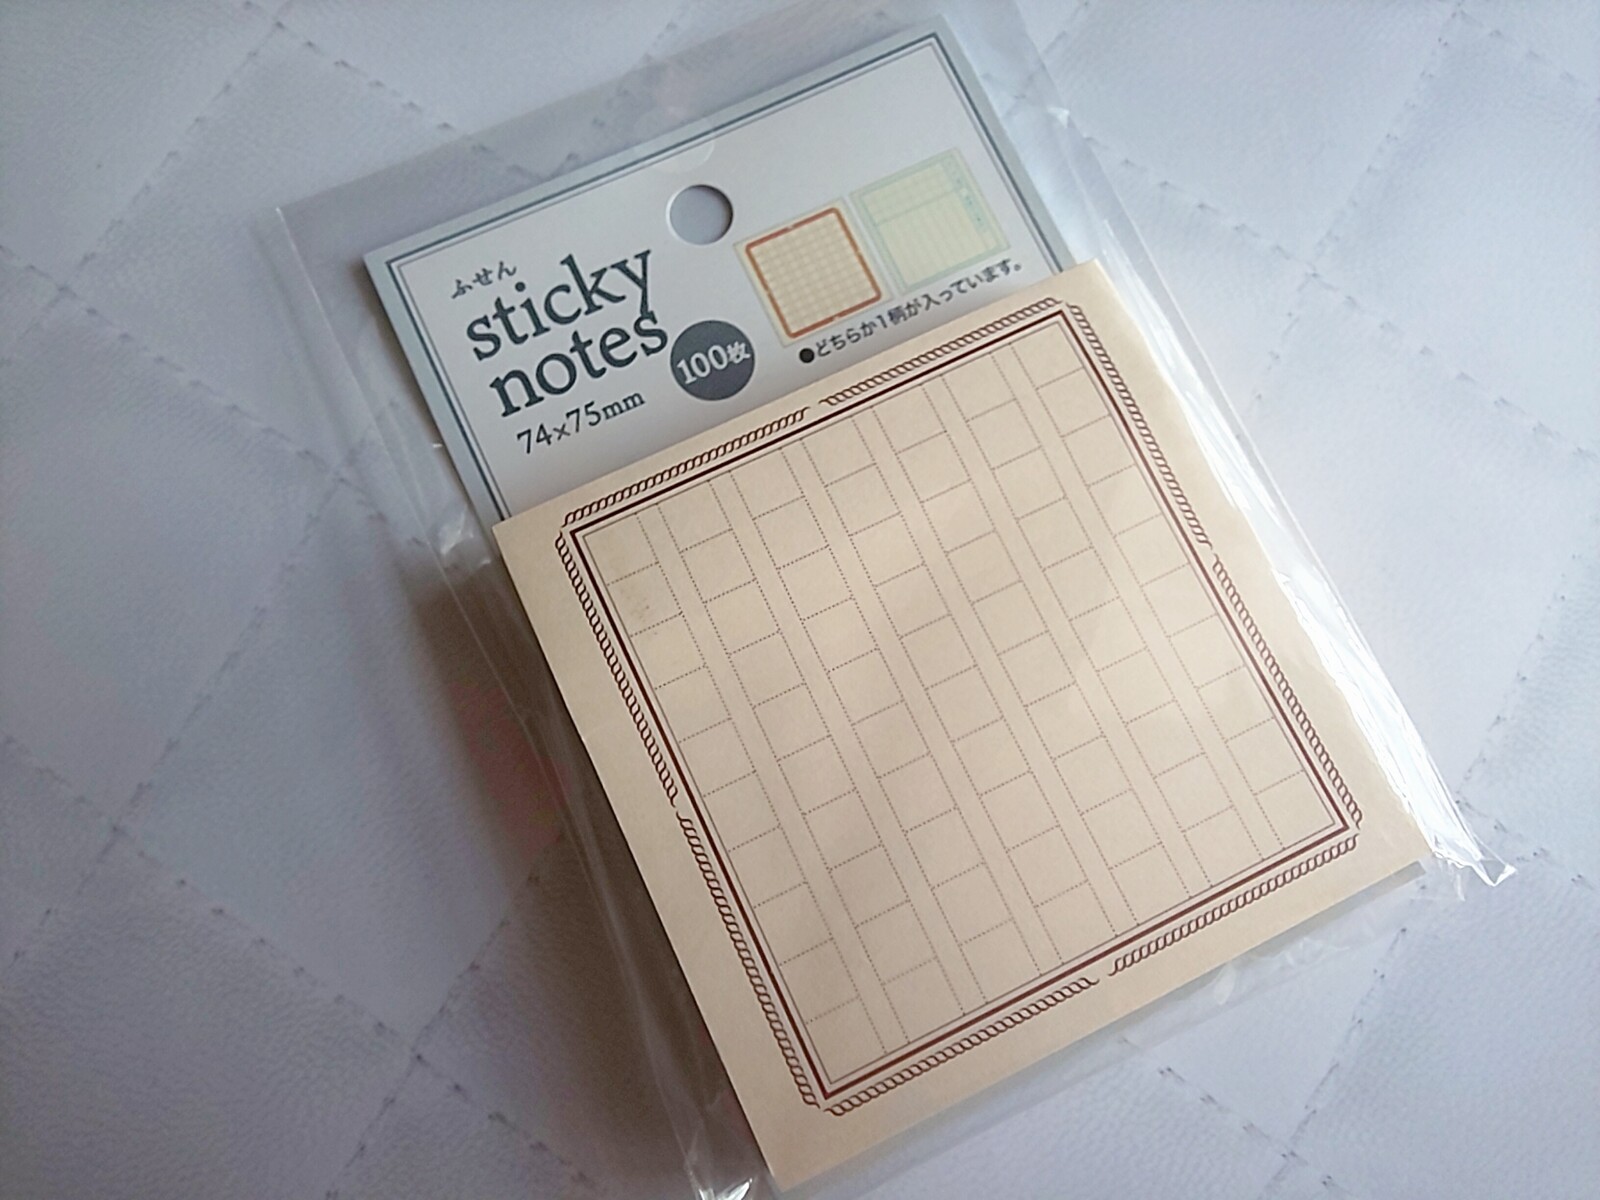 ふせん
sticky
notes
74×75mm
100枚
●どちらか1柄が入っています。